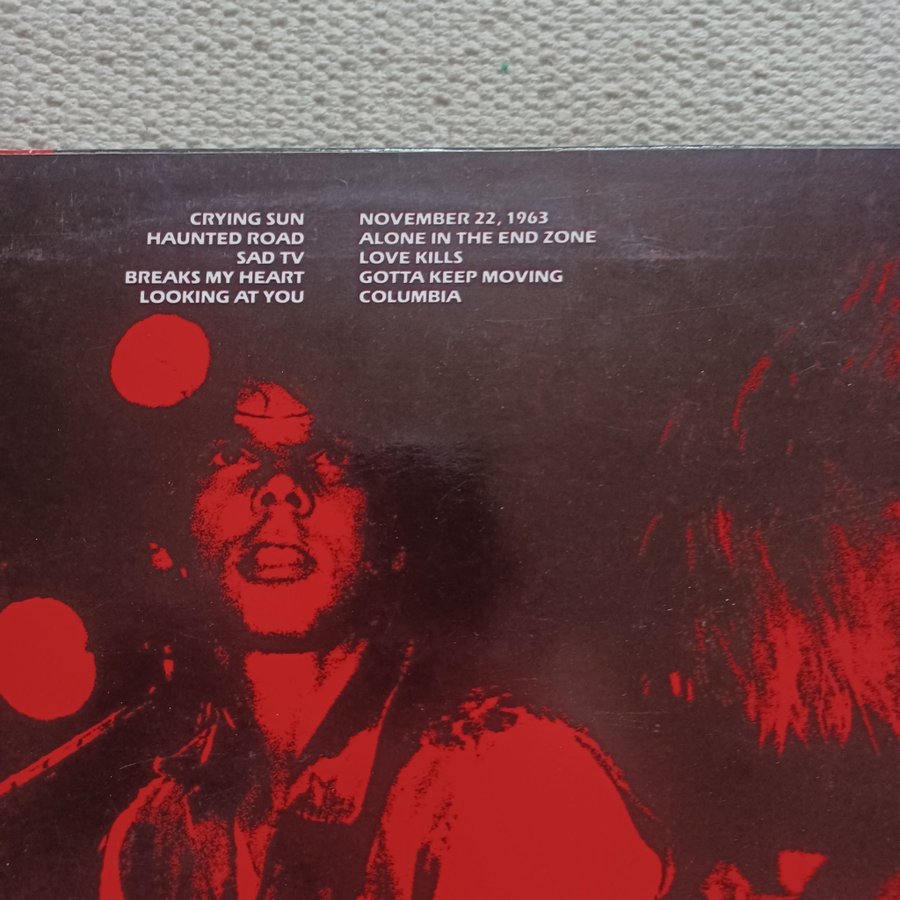 CRYING SUN
HAUNTED ROAD
SAD TV
BREAKS MY HEART
LOOKING AT YOU
NOVEMBER 22, 1963
ALONE IN THE END ZONE
LOVE KILLS
GOTTA KEEP MOVING
COLUMBIA